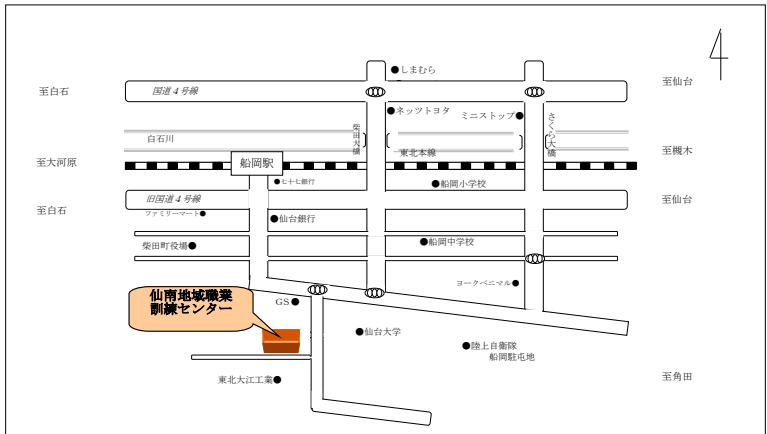 しまむら
至仙台
至白石
国道４号線
ネッツトヨタ
ミニストップ
柴田大橋
さくら大橋
白石川
東北本線
至槻木
至大河原
船岡駅
七十七銀行
船岡小学校
旧国道４号線
至仙台
至白石
ファミリーマート
仙台銀行
柴田町役場
船岡中学校
ヨークベニマル
仙南地域職業
訓練センター
GS
仙台大学
陸上自衛隊
船岡駐屯地
東北大江工業
至角田